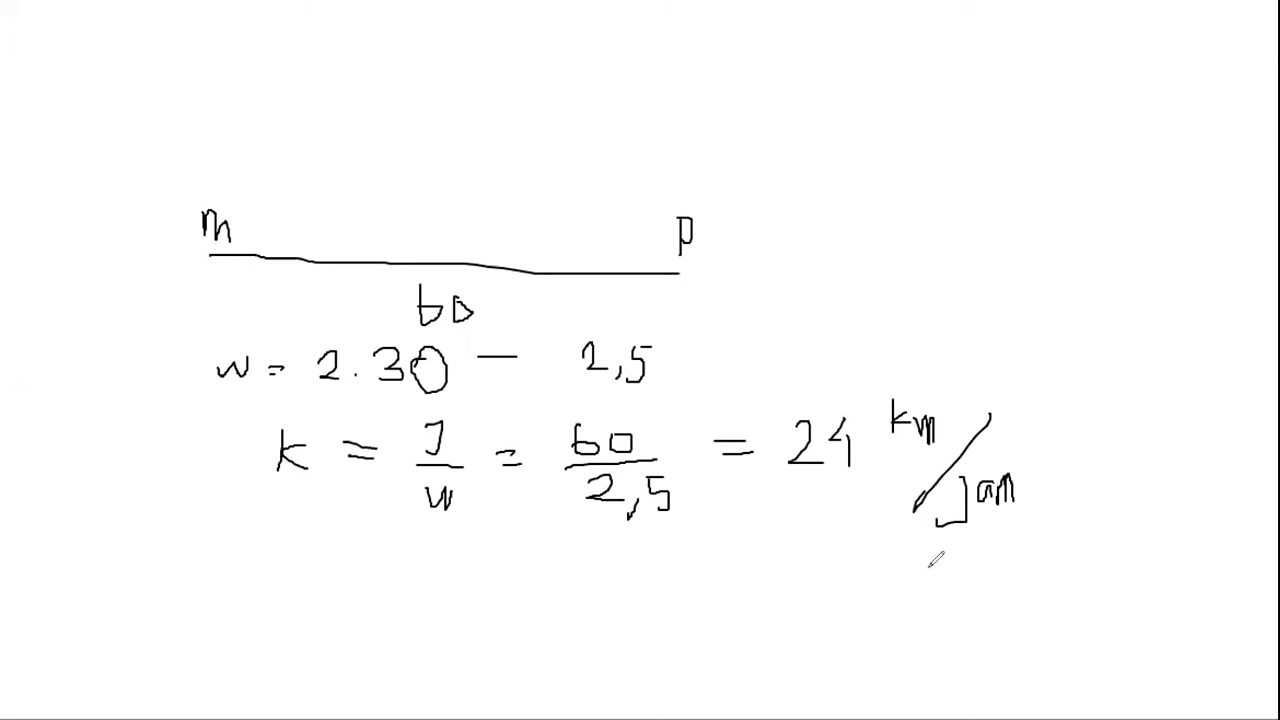 m p
60
w = 2.30 — 2,5
K = J/w = 60/2,5 = 24 km/Jam